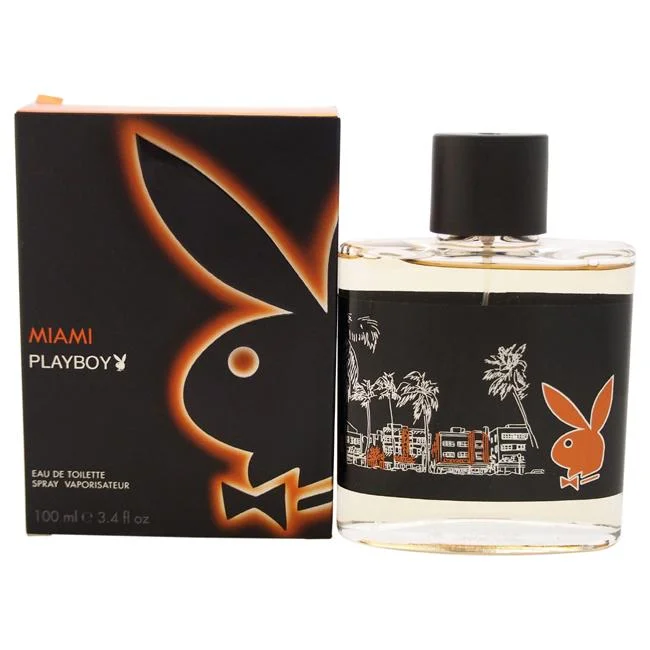 MIAMI
PLAYBOY
EAU DE TOILETTE
SPRAY VAPORISATEUR
100 ml ℮ 3.4 fl oz